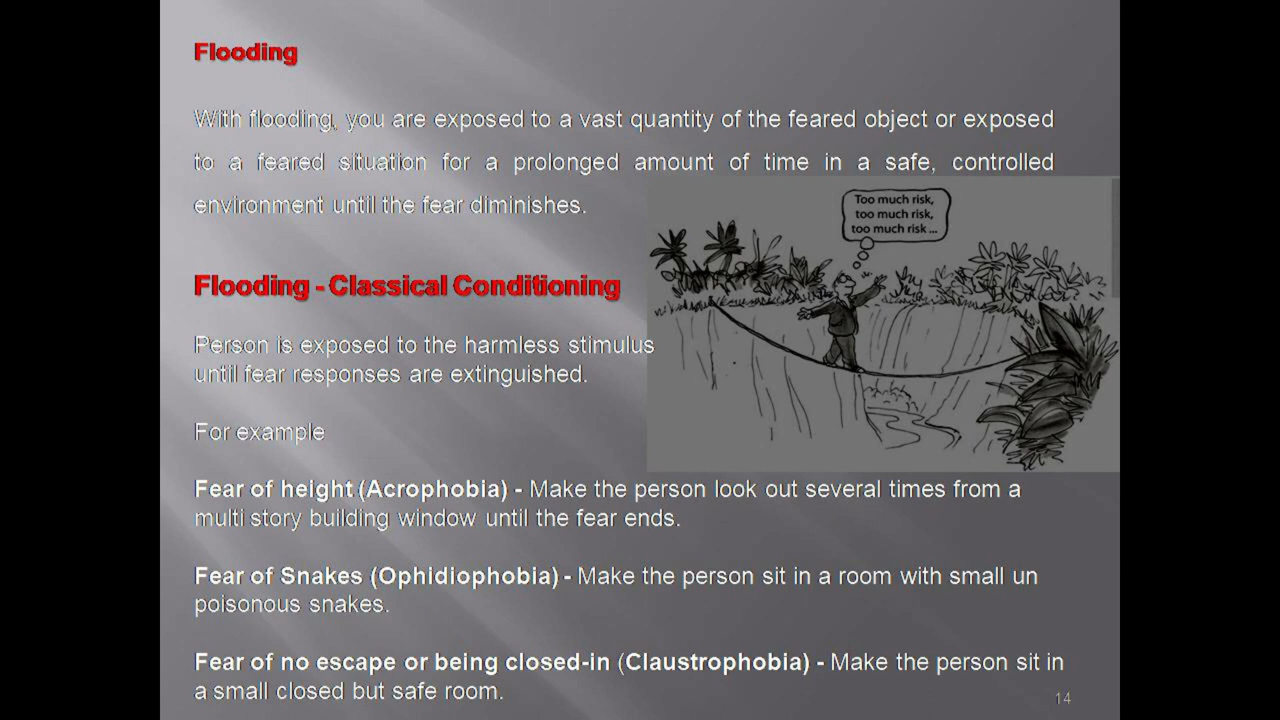 Flooding
With flooding, you are exposed to a vast quantity of the feared object or exposed
to a feared situation for a prolonged amount of time in a safe, controlled
environment until the fear diminishes.
Too much risk,
too much risk,
too much risk ...
Flooding - Classical Conditioning
Person is exposed to the harmless stimulus
until fear responses are extinguished.
For example
Fear of height (Acrophobia) - Make the person look out several times from a
multi story building window until the fear ends.
Fear of Snakes (Ophidiophobia) - Make the person sit in a room with small un
poisonous snakes.
Fear of no escape or being closed-in (Claustrophobia) - Make the person sit in
a small closed but safe room.
14